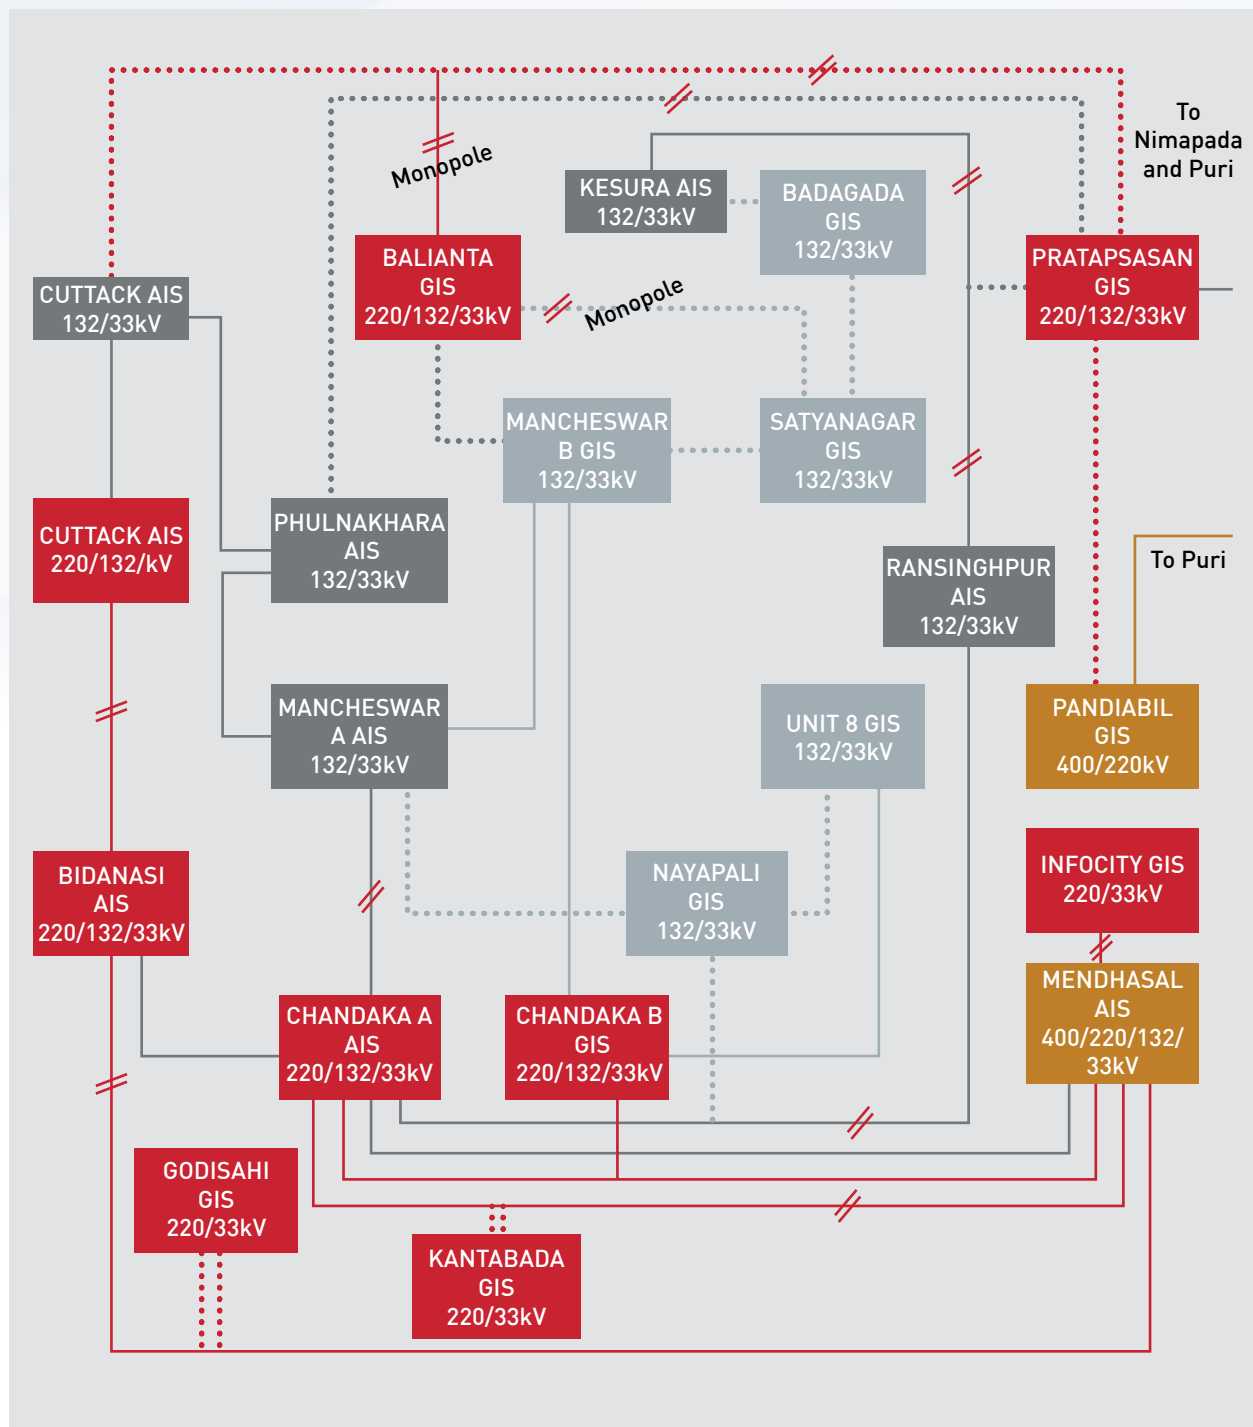 To
Nimapada
and Puri
Monopole
KESURA AIS
132/33kV
BADAGADA
GIS
132/33kV
BALIANTA
GIS
220/132/33kV
PRATAPSASAN
GIS
220/132/33kV
CUTTACK AIS
132/33kV
Monopole
MANCHESWAR
B GIS
132/33kV
SATYANAGAR
GIS
132/33kV
CUTTACK AIS
220/132/kV
PHULNAKHARA
AIS
132/33kV
To Puri
RANSINGHPUR
AIS
132/33kV
MANCHESWAR
A AIS
132/33kV
UNIT 8 GIS
132/33kV
PANDIABIL
GIS
400/220kV
BIDANASI
AIS
220/132/33kV
NAYAPALI
GIS
132/33kV
INFOCITY GIS
220/33kV
CHANDAKA A
AIS
220/132/33kV
CHANDAKA B
GIS
220/132/33kV
MENDHASAL
AIS
400/220/132/
33kV
GODISAHI
GIS
220/33kV
KANTABADA
GIS
220/33kV